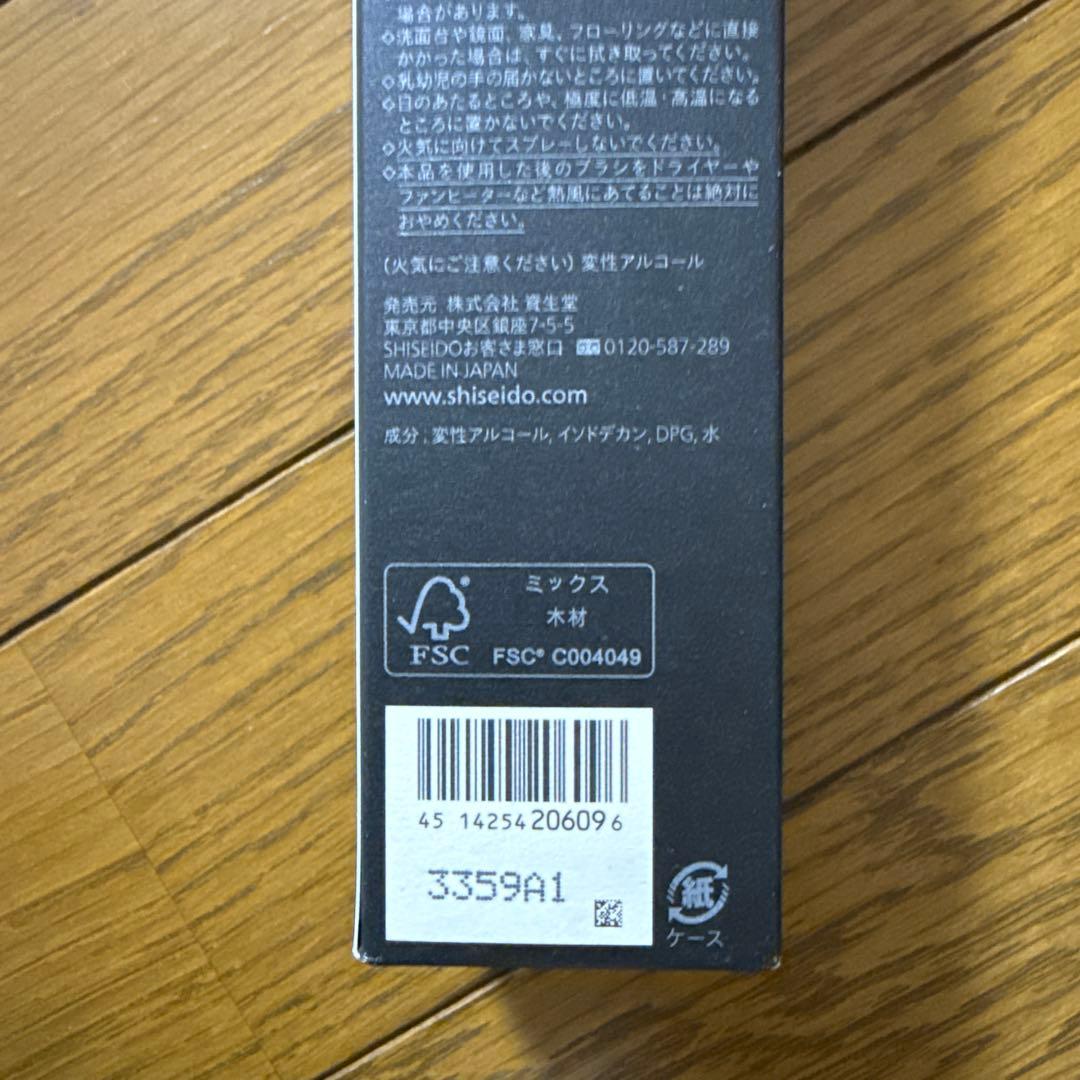 場合があります。
◇洗面台や鏡面、家具、フローリングなどに直接
かかった場合は、すぐに拭き取ってください。
◇乳幼児の手の届かないところに置いてください。
◇日のあたるところや、極度に低温・高温になる
ところに置かないでください。
◇火気に向けてスプレーしないでください。
◇本品を使用した後のブラシをドライヤーや
ファンヒーターなど熱風にあてることは絶対に
おやめください。
(火気にご注意ください) 変性アルコール
発売元 株式会社 資生堂
東京都中央区銀座7-5-5
SHISEIDOお客さま窓口 0120-587-289
MADE IN JAPAN
www.shiseido.com
成分 : 変性アルコール, イソドデカン, DPG, 水
ミックス
木材
FSC® C004049
FSC
45 14254 20609 6
3359A1
紙
ケース